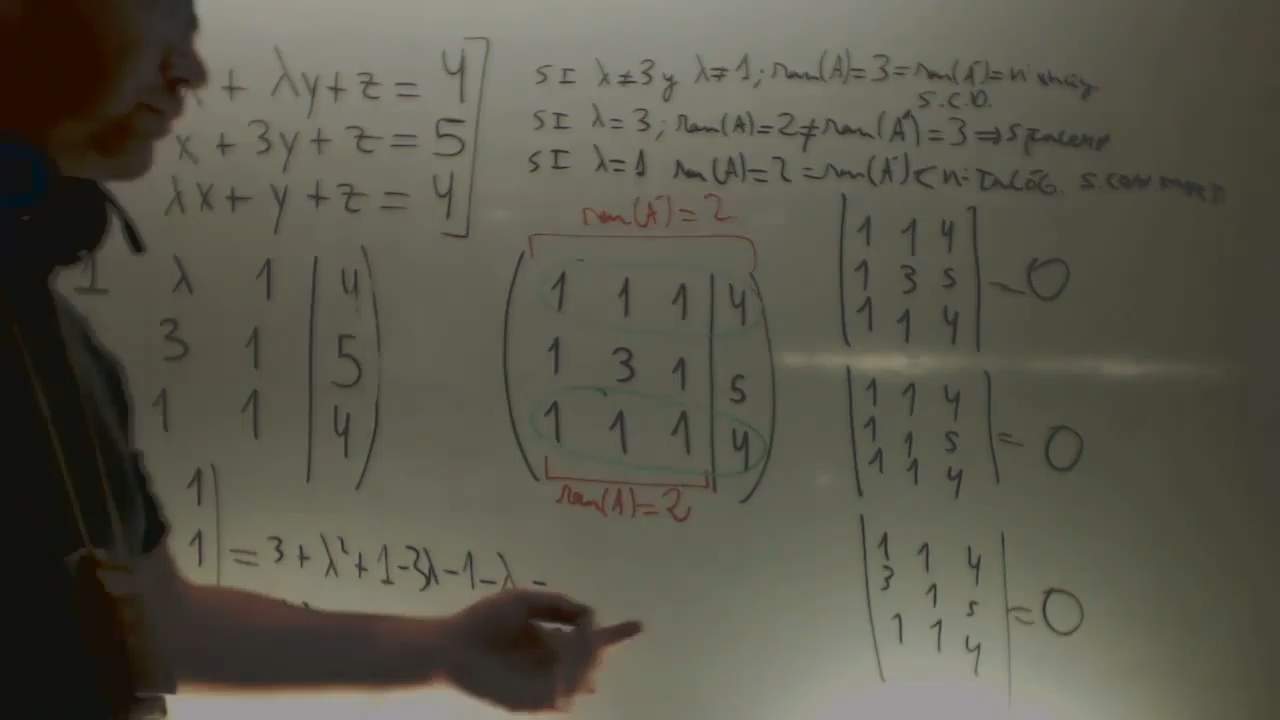 x + λy + z = 4
x + 3y + z = 5
λx + y + z = 4
SI λ ≠ 3 y λ ≠ 1; ran(A) = 3 = ran(A*) = nº
S.C.D.
SI λ = 3; ran(A) = 2 ≠ ran(A*) = 3 ⇒ S
SI λ = 1 ran(A) = 2 = ran(A*) < nº S.
1 λ 1 | 4
3 1 | 5
1 1 | 4
ran(A*) = 2
1 1 1 | 4
1 3 1 | 5
1 1 1 | 4
ran(A) = 2
1 1 4
1 3 5 = 0
1 1 4
1 1 4
1 1 5 = 0
1 1 4
1 1 4
3 1 5 = 0
1 1 4
1
1 = 3 + λ² + 1 - 3λ - 1 - λ =